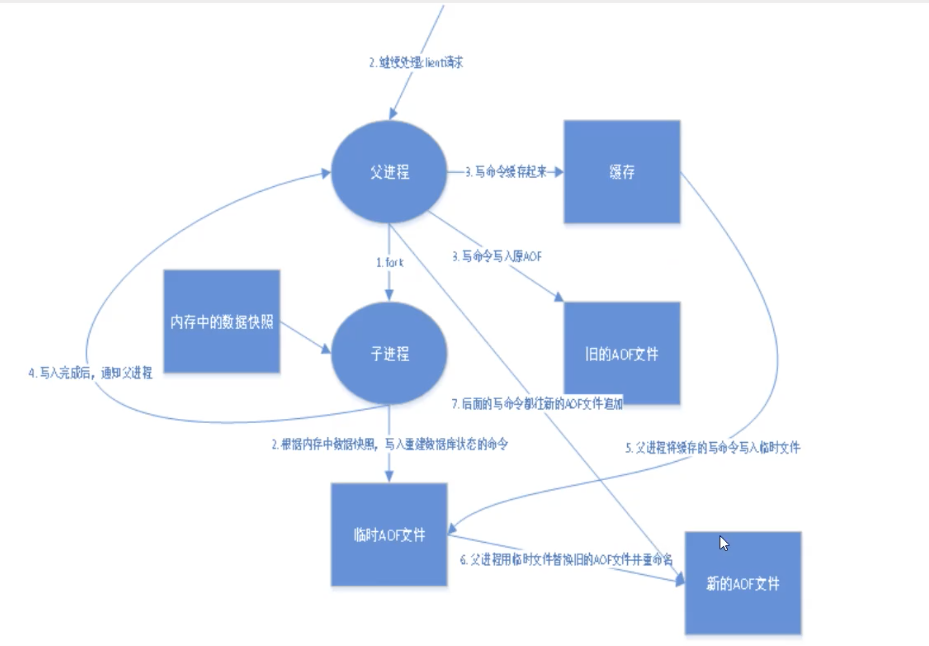 2.继续处理client请求
父进程
3.写命令缓存起来
缓存
1.fork
3.写命令写入原AOF
内存中的数据快照
子进程
旧的AOF文件
4.写入完成后，通知父进程
7.后面的写命令都往新的AOF文件追加
2.根据内存中数据快照，写入重建数据库状态的命令
5.父进程将缓存的写命令写入临时文件
临时AOF文件
6.父进程用临时文件替换旧的AOF文件并重命名
新的AOF文件